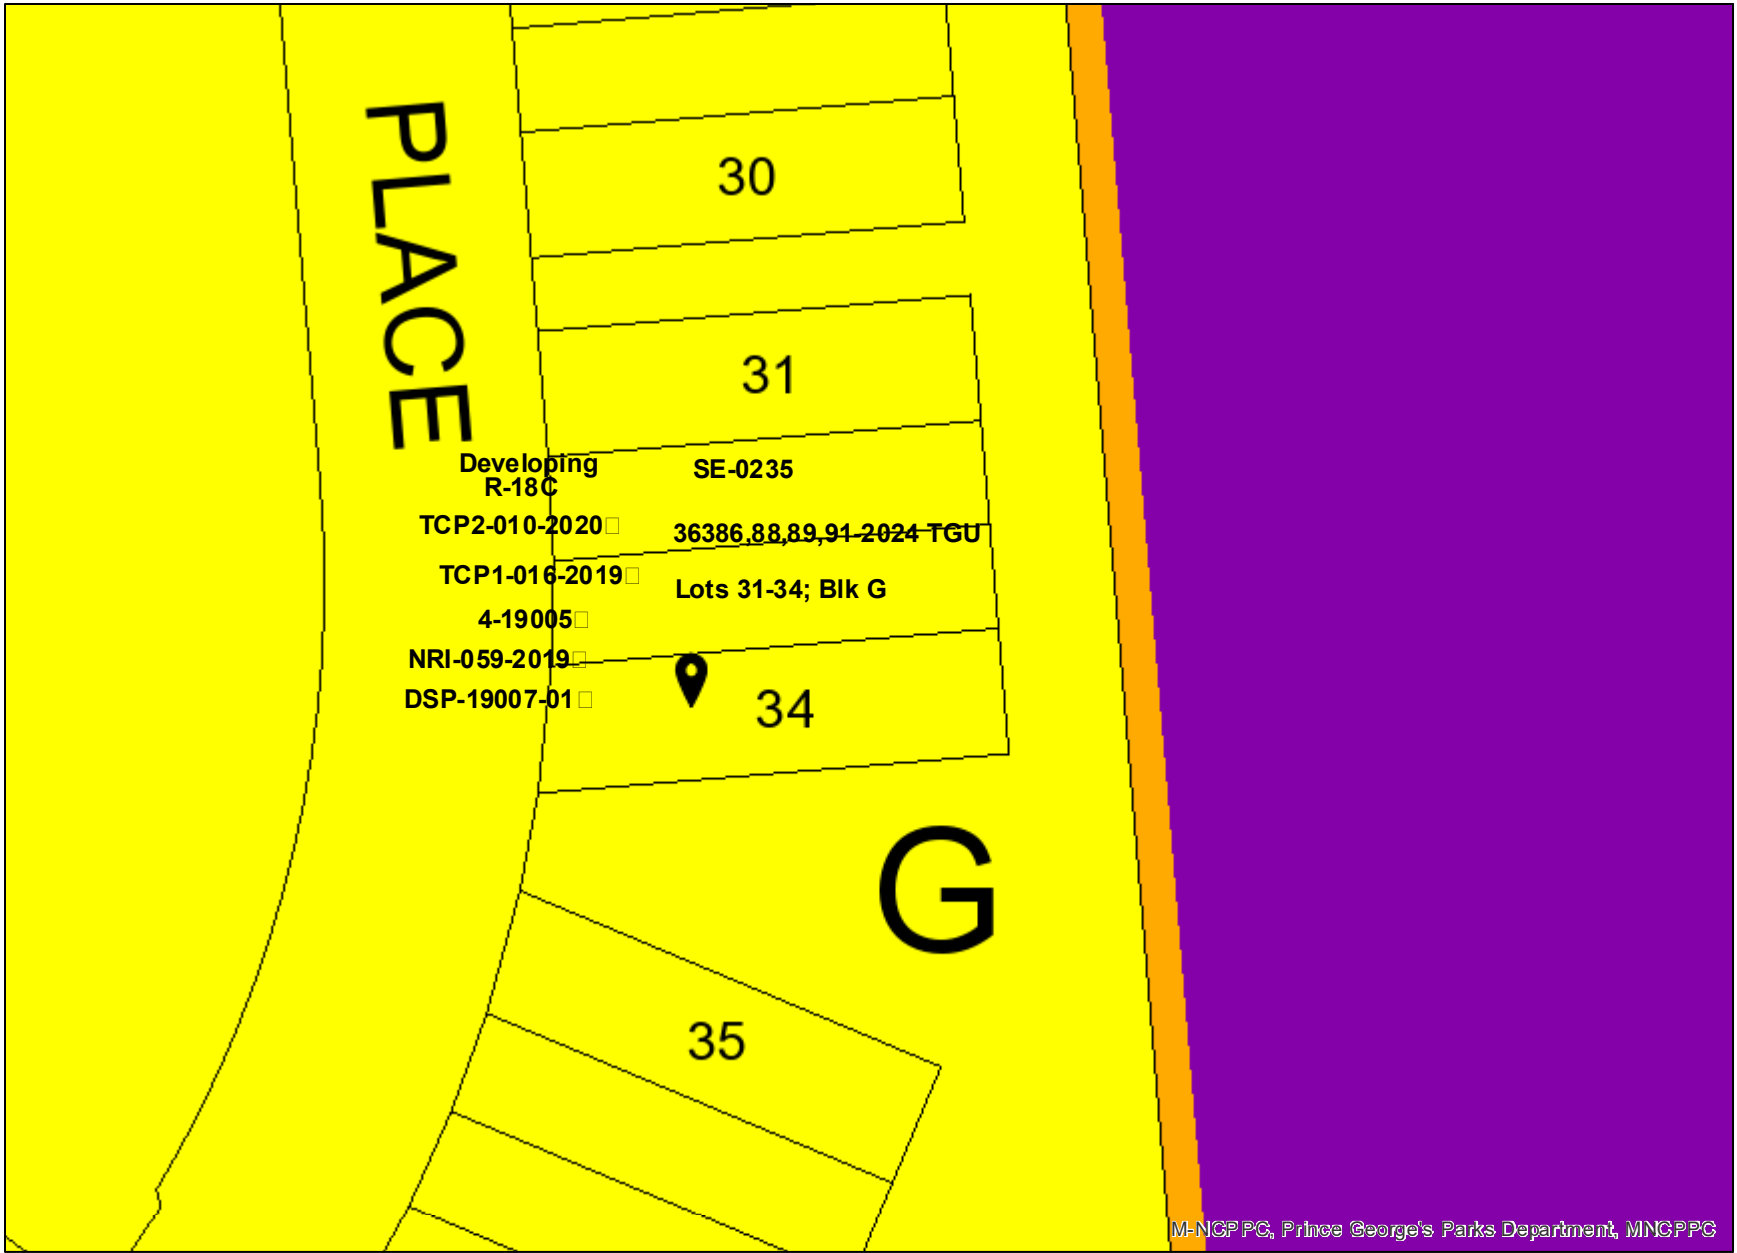 PLACE
30
31
Developing
R-18C
SE-0235
TCP2-010-2020
36386,88,89,91-2024 TGU
TCP1-016-2019
Lots 31-34; Blk G
4-19005
NRI-059-2019
DSP-19007-01
34
G
35
M-NCPPC, Prince George's Parks Department, MNCPPC